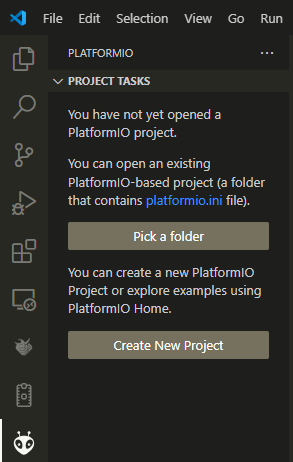 File Edit Selection View Go Run
PLATFORMIO ...
PROJECT TASKS
You have not yet opened a
PlatformIO project.
You can open an existing
PlatformIO-based project (a folder
that contains platformio.ini file).
Pick a folder
You can create a new PlatformIO
Project or explore examples using
PlatformIO Home.
Create New Project